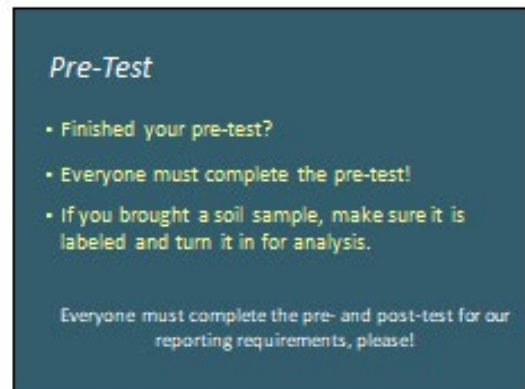 Pre-Test
▪ Finished your pre-test?
▪ Everyone must complete the pre-test!
▪ If you brought a soil sample, make sure it is
labeled and turn it in for analysis.
Everyone must complete the pre- and post-test for our
reporting requirements, please!